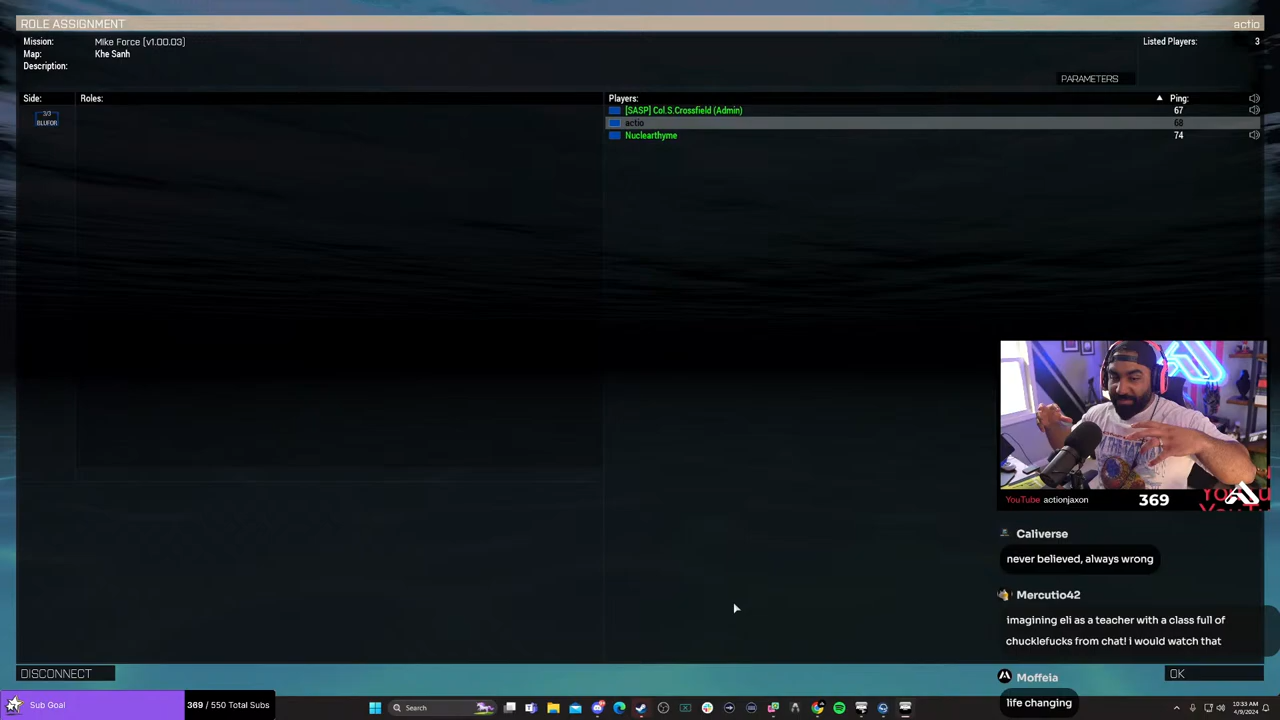 ROLE ASSIGNMENT
actio
Mission: Mike Force [v1.00.03]
Listed Players: 3
Map: Khe Sanh
Description:
PARAMETERS
Side: Roles: Players: Ping:
3/3
BLUFOR
[SASP] Col.S.Crossfield (Admin) 67
actio 68
Nuclearthyme 74
YouTube actionjaxon 369
Caliverse
never believed, always wrong
Mercutio42
imagining eli as a teacher with a class full of
chucklefucks from chat! i would watch that
Moffeia
life changing
DISCONNECT
OK
Sub Goal 369 / 550 Total Subs
Search
10:33 AM
4/9/2024